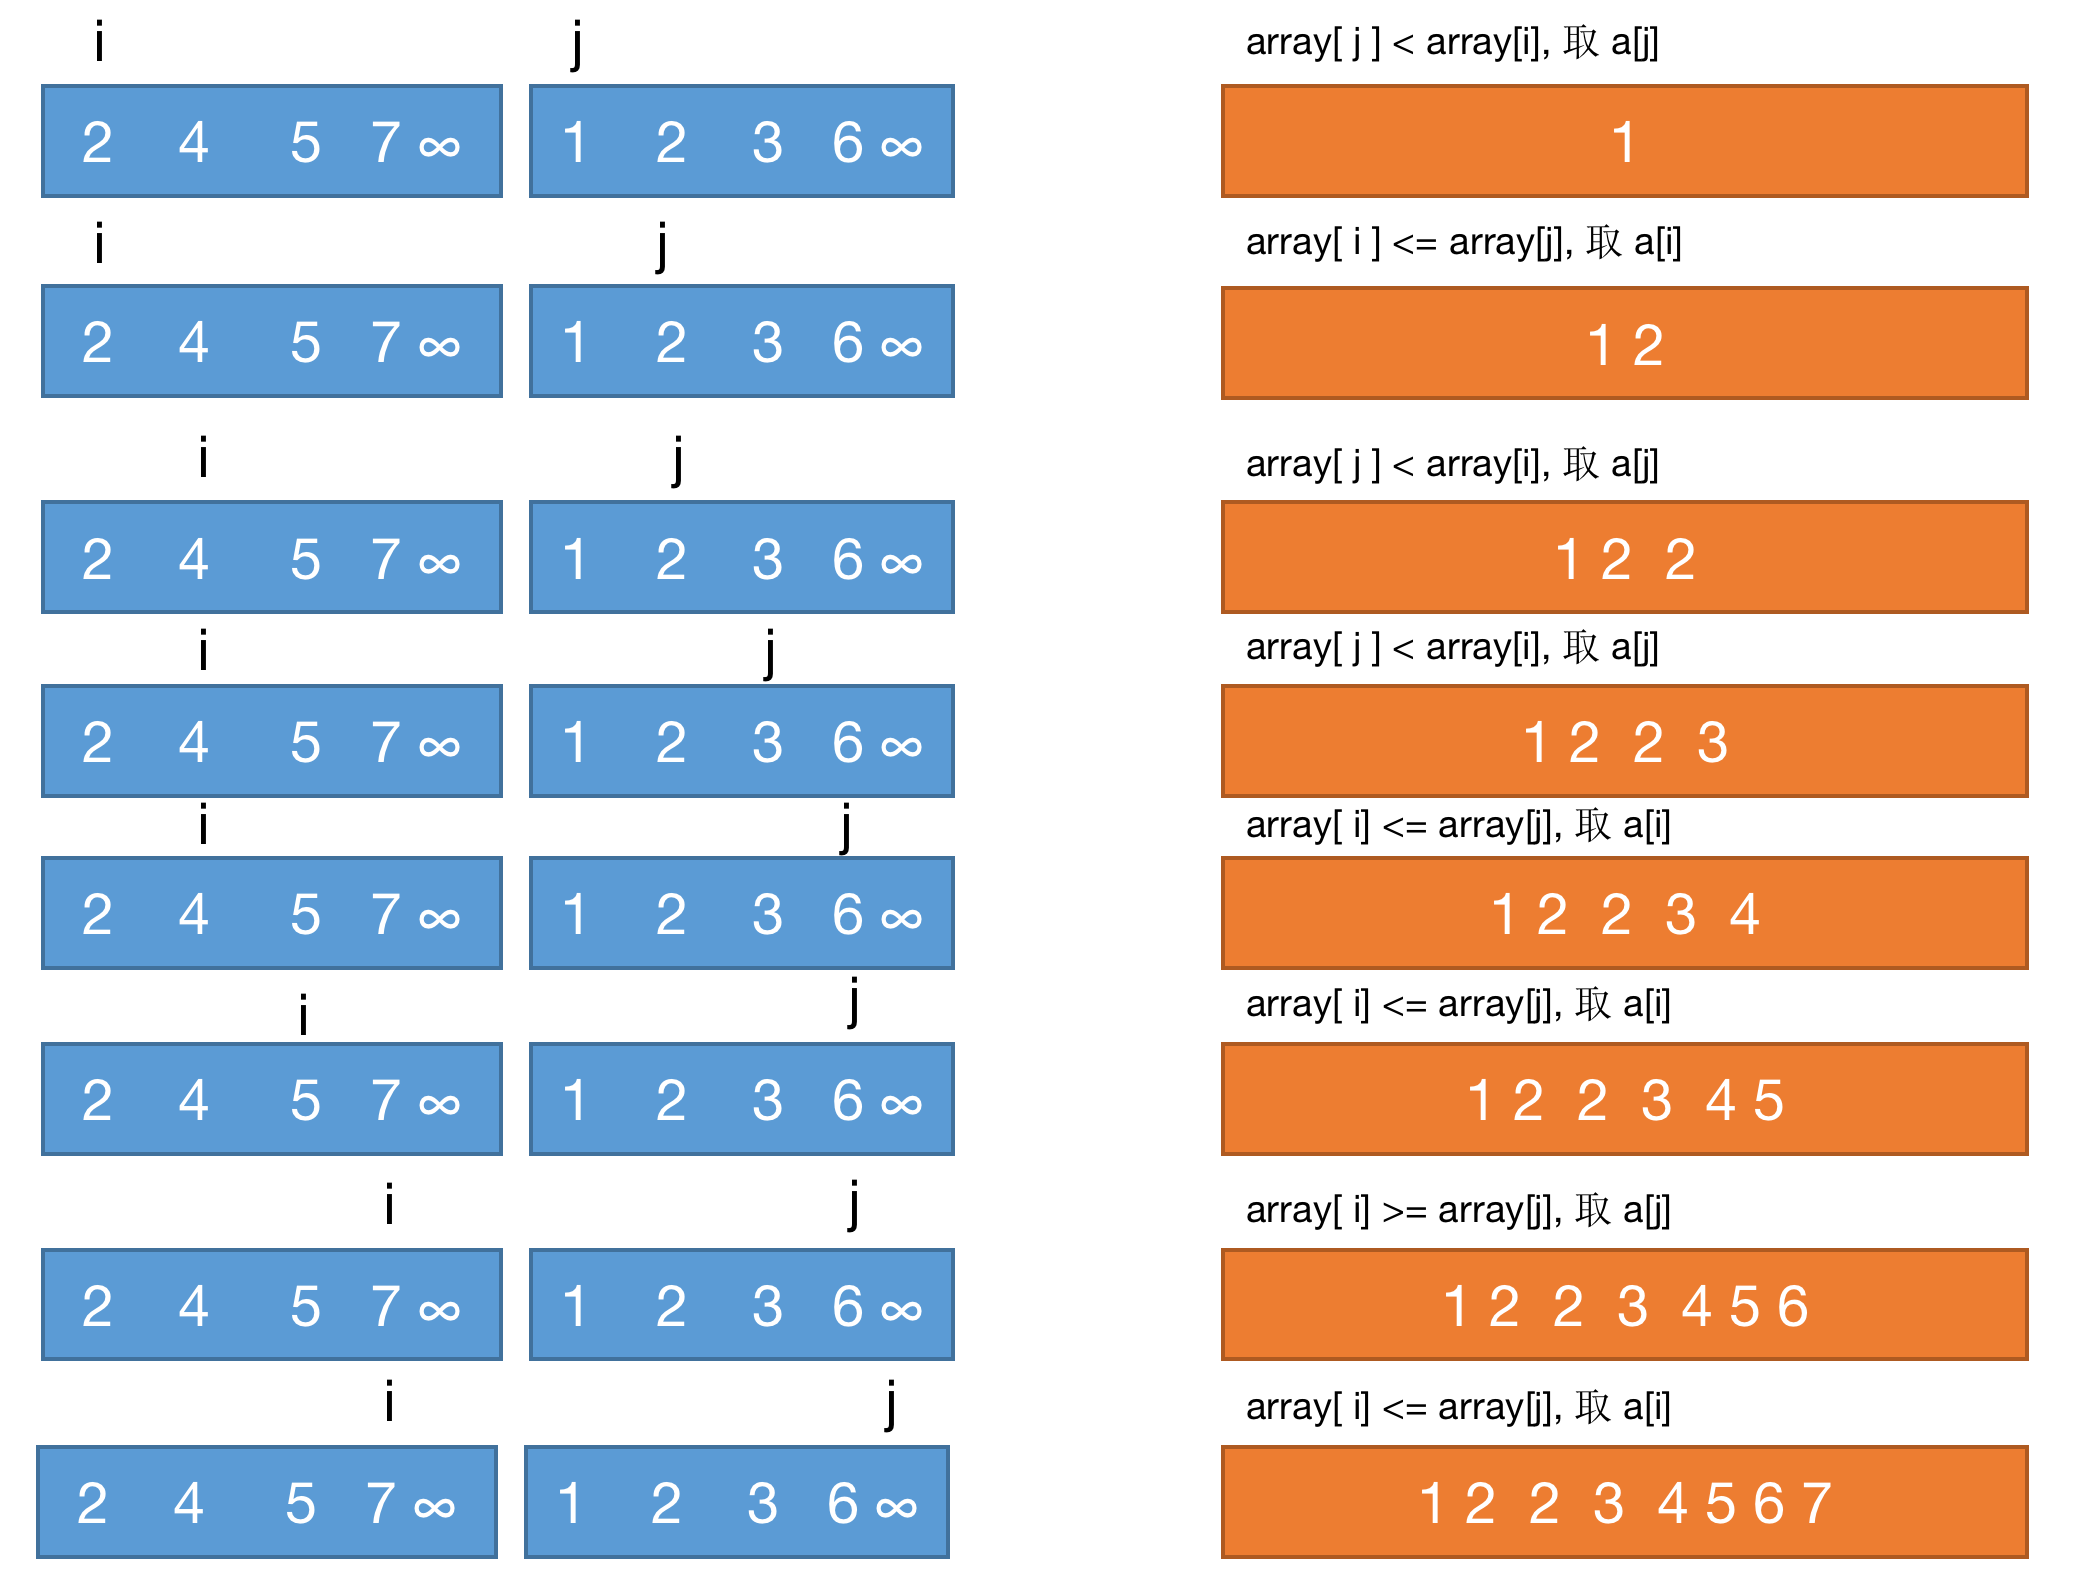 i j array[ j ] < array[i], 取 a[j]
2 4 5 7 ∞ 1 2 3 6 ∞ 1
i j array[ i ] <= array[j], 取 a[i]
2 4 5 7 ∞ 1 2 3 6 ∞ 1 2
i j array[ j ] < array[i], 取 a[j]
2 4 5 7 ∞ 1 2 3 6 ∞ 1 2 2
i j array[ j ] < array[i], 取 a[j]
2 4 5 7 ∞ 1 2 3 6 ∞ 1 2 2 3
i j array[ i] <= array[j], 取 a[i]
2 4 5 7 ∞ 1 2 3 6 ∞ 1 2 2 3 4
i j array[ i] <= array[j], 取 a[i]
2 4 5 7 ∞ 1 2 3 6 ∞ 1 2 2 3 4 5
i j array[ i] >= array[j], 取 a[j]
2 4 5 7 ∞ 1 2 3 6 ∞ 1 2 2 3 4 5 6
i j array[ i] <= array[j], 取 a[i]
2 4 5 7 ∞ 1 2 3 6 ∞ 1 2 2 3 4 5 6 7